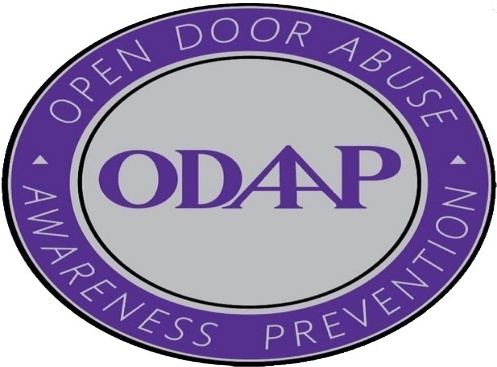 OPEN DOOR ABUSE
ODAAP
AWARENESS PREVENTION